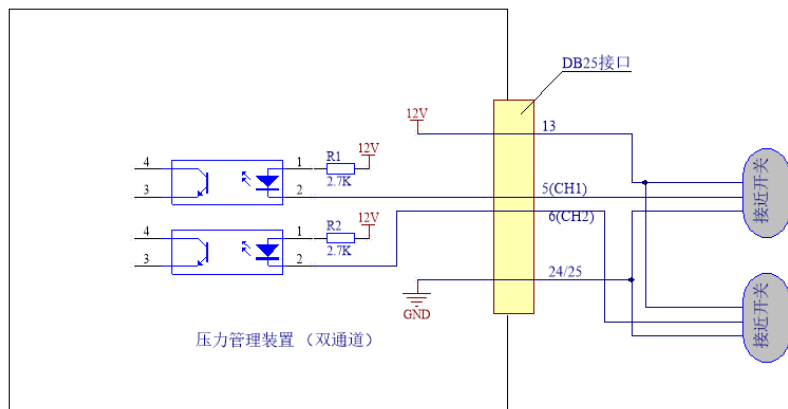 DB25接口
12V
13
4
1
R1
12V
3
2
2.7K
5(CH1)
接近开关
6(CH2)
4
1
R2
12V
3
2
2.7K
24/25
GND
接近开关
压力管理装置 （双通道）